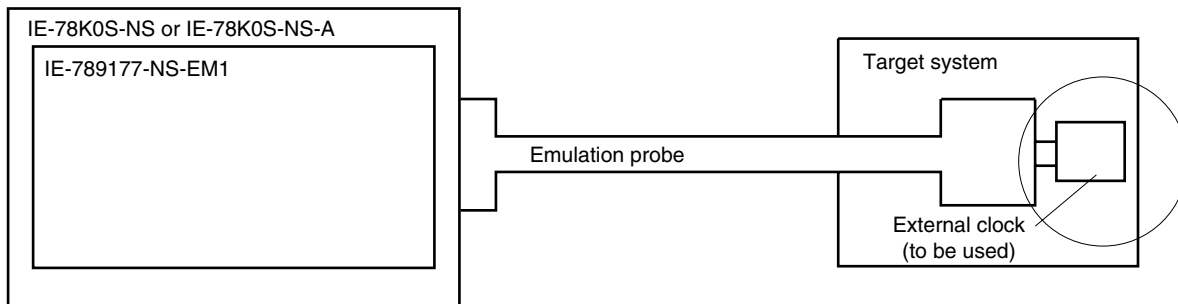 IE-78K0S-NS or IE-78K0S-NS-A
IE-789177-NS-EM1
Target system
Emulation probe
External clock
(to be used)